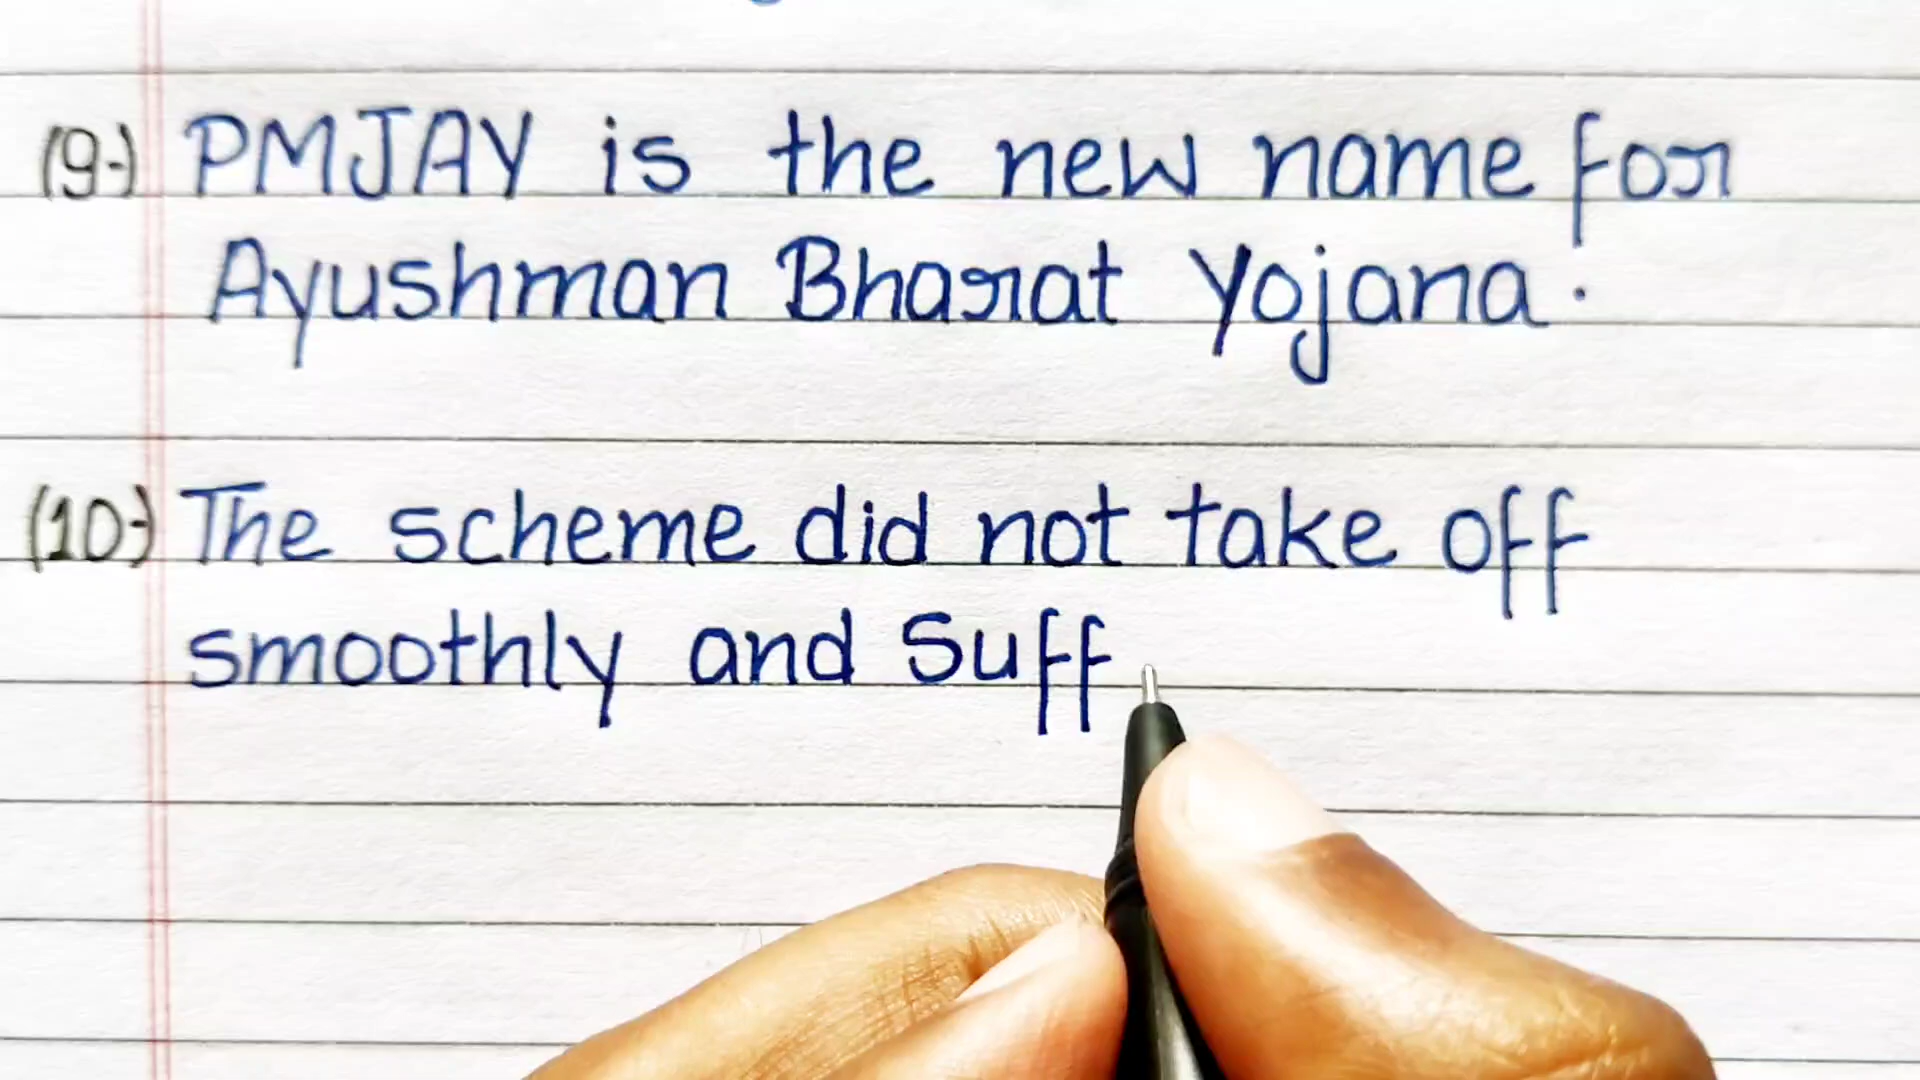 (9.) PMJAY is the new name for
Ayushman Bharat Yojana.
(10.) The scheme did not take off
smoothly and Suff